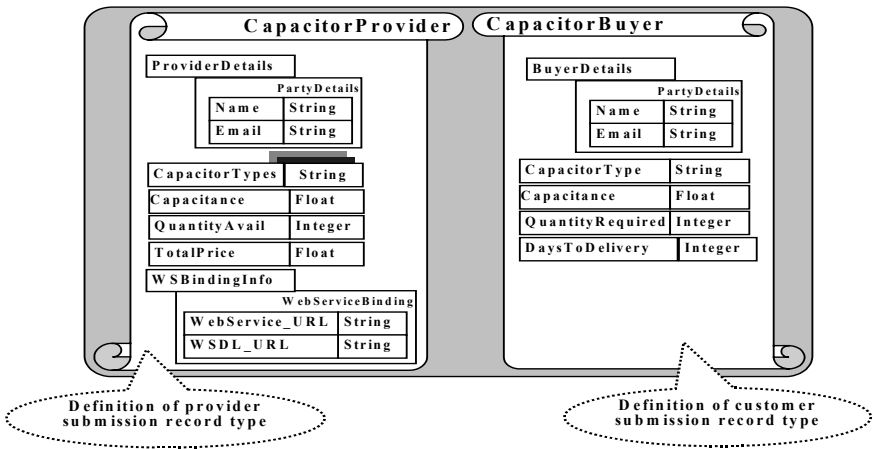 CapacitorProvider
ProviderDetails
PartyDetails
Name String
Email String
CapacitorTypes String
Capacitance Float
QuantityAvail Integer
TotalPrice Float
WSBindingInfo
WebServiceBinding
WebService_URL String
WSDL_URL String
Definition of provider
submission record type
CapacitorBuyer
BuyerDetails
PartyDetails
Name String
Email String
CapacitorType String
Capacitance Float
QuantityRequired Integer
DaysToDelivery Integer
Definition of customer
submission record type